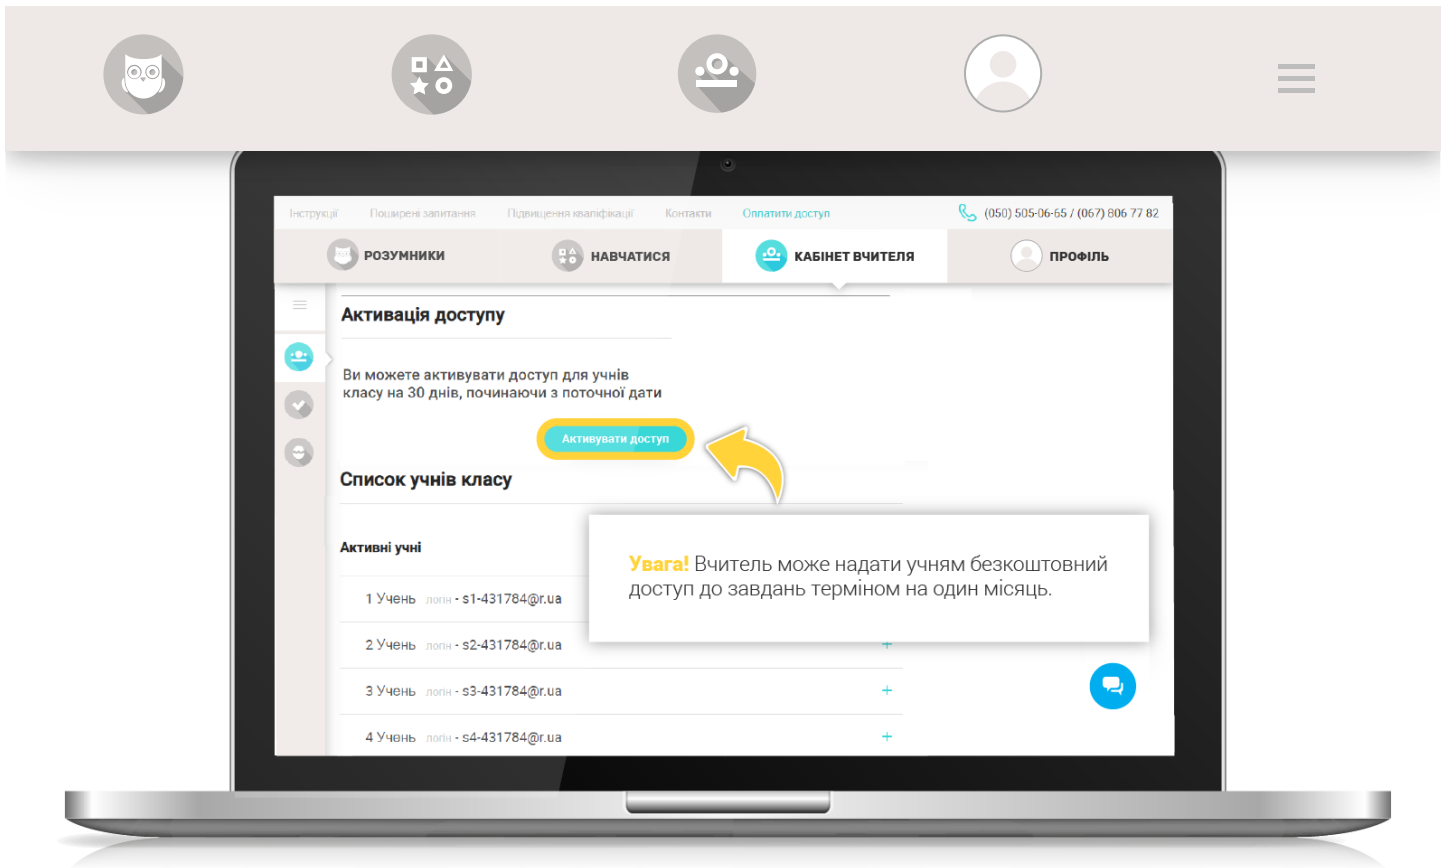 Інструкції Поширені запитання Підвищення кваліфікації Контакти Оплатити доступ (050) 505-06-65 / (067) 806 77 82
РОЗУМНИКИ НАВЧАТИСЯ КАБІНЕТ ВЧИТЕЛЯ ПРОФІЛЬ
Активація доступу
Ви можете активувати доступ для учнів
класу на 30 днів, починаючи з поточної дати
Активувати доступ
Список учнів класу
Активні учні
Увага! Вчитель може надати учням безкоштовний
доступ до завдань терміном на один місяць.
1 Учень логін - s1-431784@r.ua
2 Учень логін - s2-431784@r.ua +
3 Учень логін - s3-431784@r.ua +
4 Учень логін - s4-431784@r.ua +